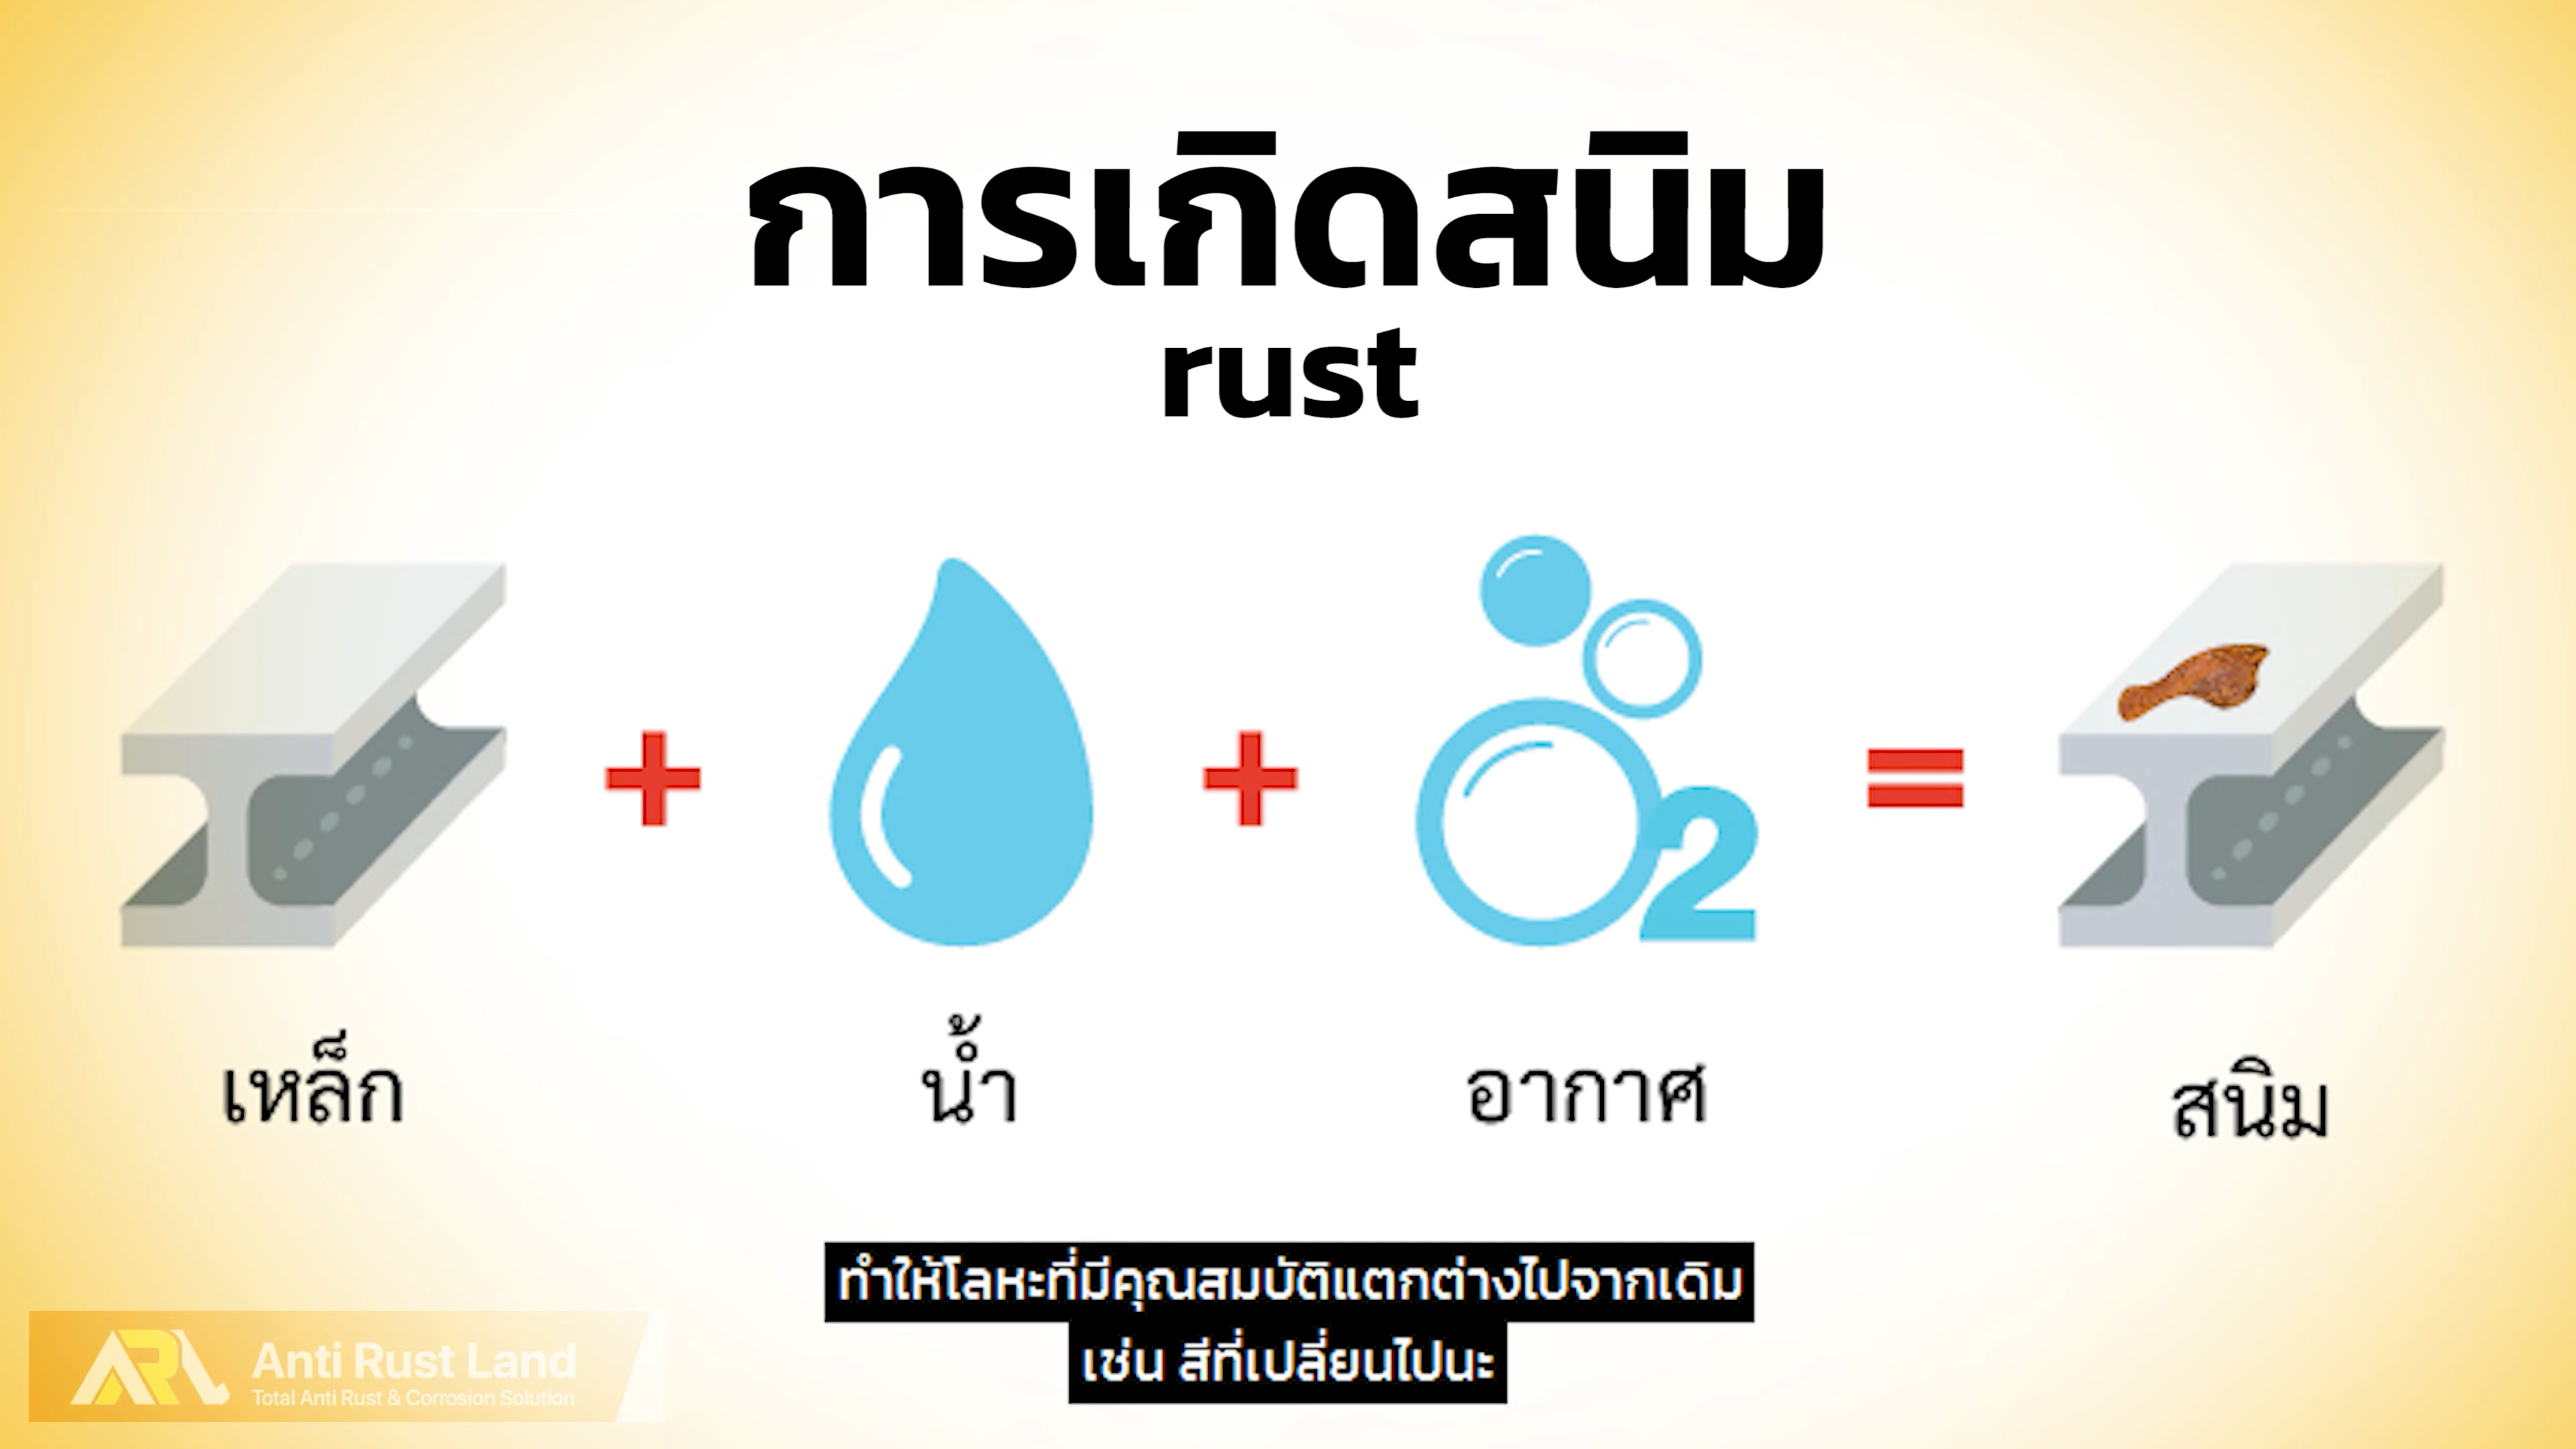 การเกิดสนิม
rust
+ + =
O2
เหล็ก น้ำ อากาศ สนิม
ทำให้โลหะที่มีคุณสมบัติแตกต่างไปจากเดิม
เช่น สีที่เปลี่ยนไปนะ
ARL Anti Rust Land
Total Anti Rust & Corrosion Solution